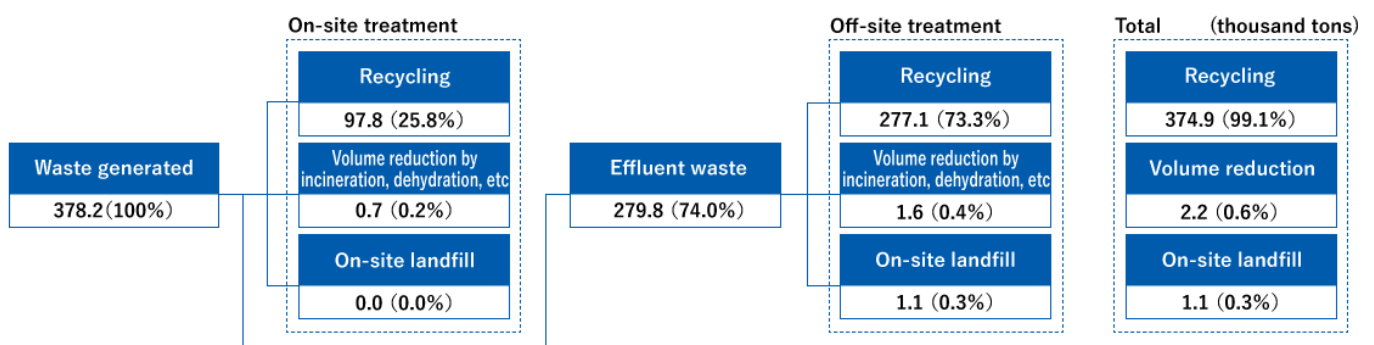 On-site treatment
Off-site treatment
Total (thousand tons)
Recycling
97.8 (25.8%)
Recycling
277.1 (73.3%)
Recycling
374.9 (99.1%)
Waste generated
378.2(100%)
Volume reduction by
incineration, dehydration, etc
0.7 (0.2%)
Effluent waste
279.8 (74.0%)
Volume reduction by
incineration, dehydration, etc
1.6 (0.4%)
Volume reduction
2.2 (0.6%)
On-site landfill
0.0 (0.0%)
On-site landfill
1.1 (0.3%)
On-site landfill
1.1 (0.3%)